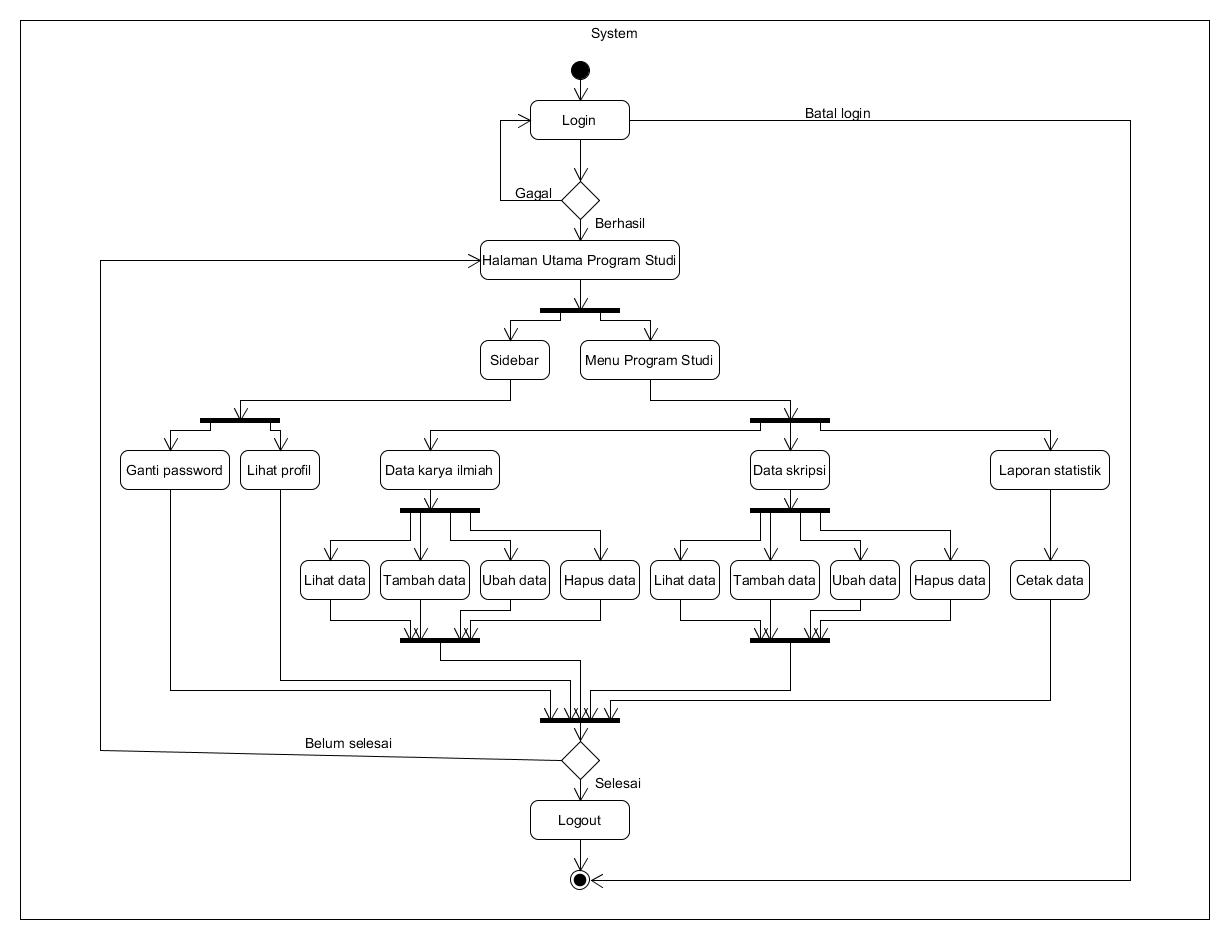 System
Login
Batal login
Gagal
Berhasil
Halaman Utama Program Studi
Sidebar
Menu Program Studi
Ganti password
Lihat profil
Data karya ilmiah
Data skripsi
Laporan statistik
Lihat data
Tambah data
Ubah data
Hapus data
Lihat data
Tambah data
Ubah data
Hapus data
Cetak data
Belum selesai
Selesai
Logout